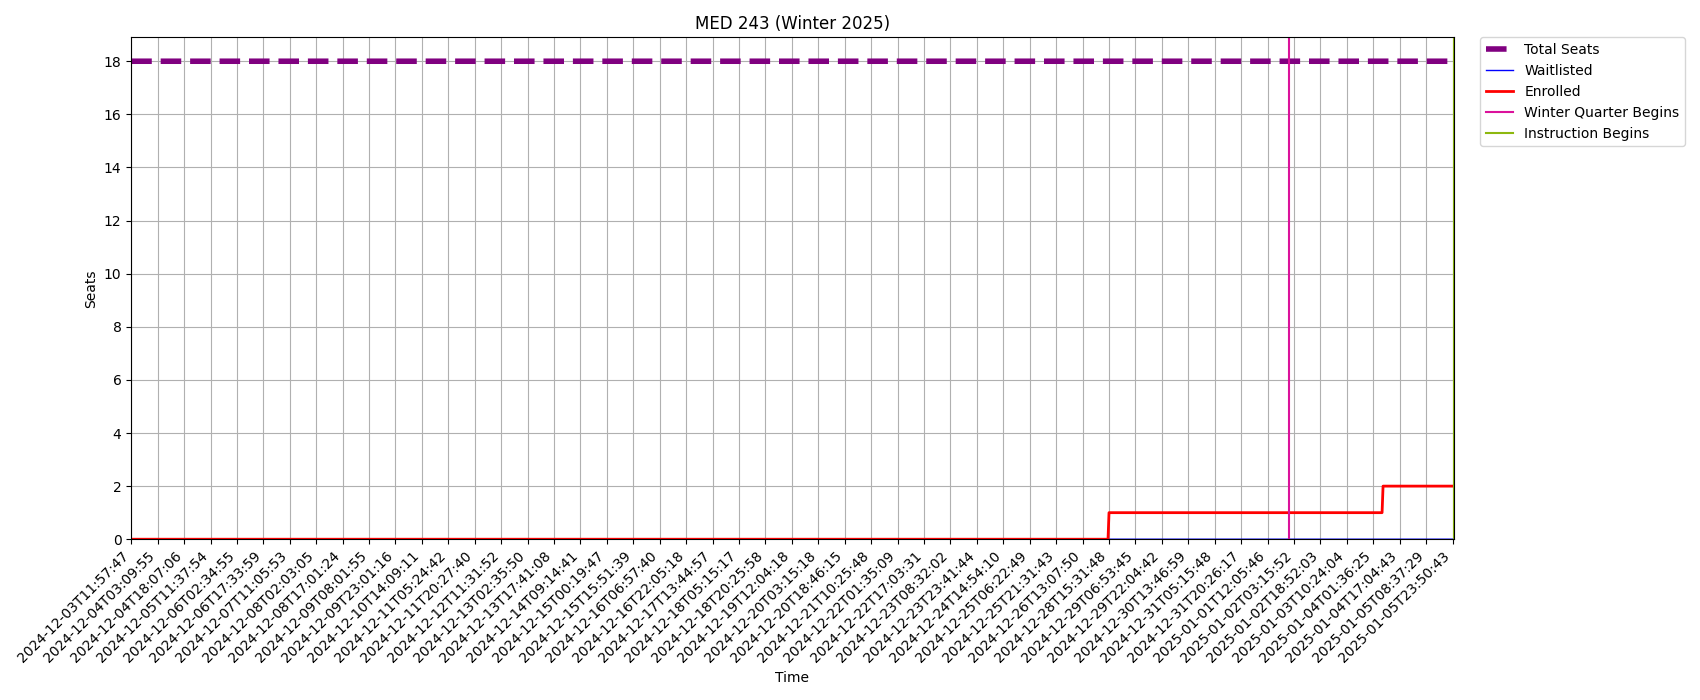 MED 243 (Winter 2025)
Total Seats
Waitlisted
Enrolled
Winter Quarter Begins
Instruction Begins
Seats
18
16
14
12
10
8
6
4
2
0
2024-12-03T11:57:47
2024-12-04T03:09:55
2024-12-04T18:07:06
2024-12-05T11:37:54
2024-12-06T02:34:55
2024-12-06T17:33:59
2024-12-07T11:05:53
2024-12-08T02:03:05
2024-12-08T17:01:24
2024-12-09T08:01:55
2024-12-09T23:01:16
2024-12-10T14:09:11
2024-12-11T05:24:42
2024-12-11T20:27:40
2024-12-12T11:31:52
2024-12-13T02:35:50
2024-12-13T17:41:08
2024-12-14T09:14:41
2024-12-15T00:19:47
2024-12-15T15:51:39
2024-12-16T06:57:40
2024-12-16T22:05:18
2024-12-17T13:44:57
2024-12-18T05:15:17
2024-12-18T20:25:58
2024-12-19T12:04:18
2024-12-20T03:15:18
2024-12-20T18:46:15
2024-12-21T10:25:48
2024-12-22T01:35:09
2024-12-22T17:03:31
2024-12-23T08:32:02
2024-12-23T23:41:44
2024-12-24T14:54:10
2024-12-25T06:22:49
2024-12-25T21:31:43
2024-12-26T13:07:50
2024-12-28T15:31:48
2024-12-29T06:53:45
2024-12-29T22:04:42
2024-12-30T13:46:59
2024-12-31T05:15:48
2024-12-31T20:26:17
2025-01-01T12:05:46
2025-01-02T03:15:52
2025-01-02T18:52:03
2025-01-03T10:24:04
2025-01-04T01:36:25
2025-01-04T17:04:43
2025-01-05T08:37:29
2025-01-05T23:50:43
Time